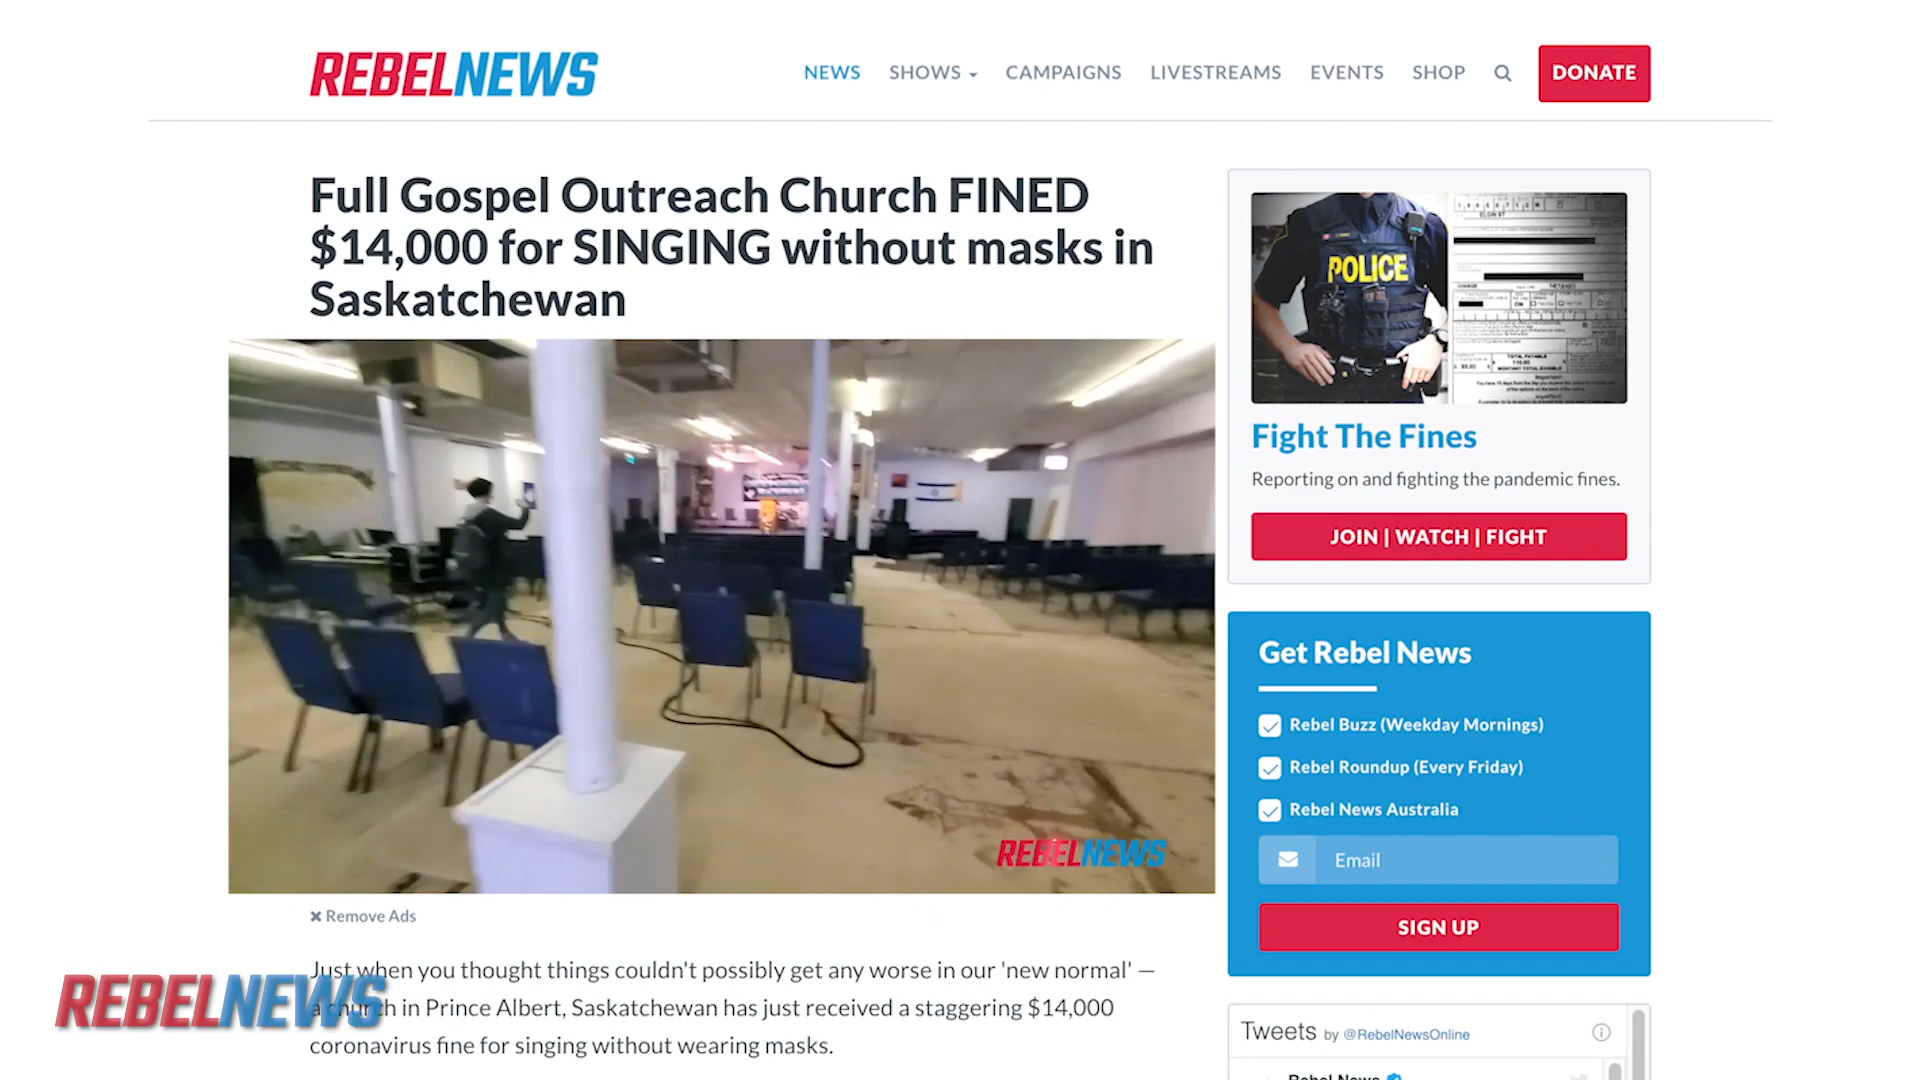 REBELNEWS
NEWS SHOWS CAMPAIGNS LIVESTREAMS EVENTS SHOP DONATE
Full Gospel Outreach Church FINED
$14,000 for SINGING without masks in
Saskatchewan
POLICE
Fight The Fines
Reporting on and fighting the pandemic fines.
JOIN | WATCH | FIGHT
Get Rebel News
Rebel Buzz (Weekday Mornings)
Rebel Roundup (Every Friday)
Rebel News Australia
Email
SIGN UP
REBELNEWS
Remove Ads
Just when you thought things couldn't possibly get any worse in our 'new normal' —
a church in Prince Albert, Saskatchewan has just received a staggering $14,000
coronavirus fine for singing without wearing masks.
REBELNEWS
Tweets by @RebelNewsOnline
Rebel News